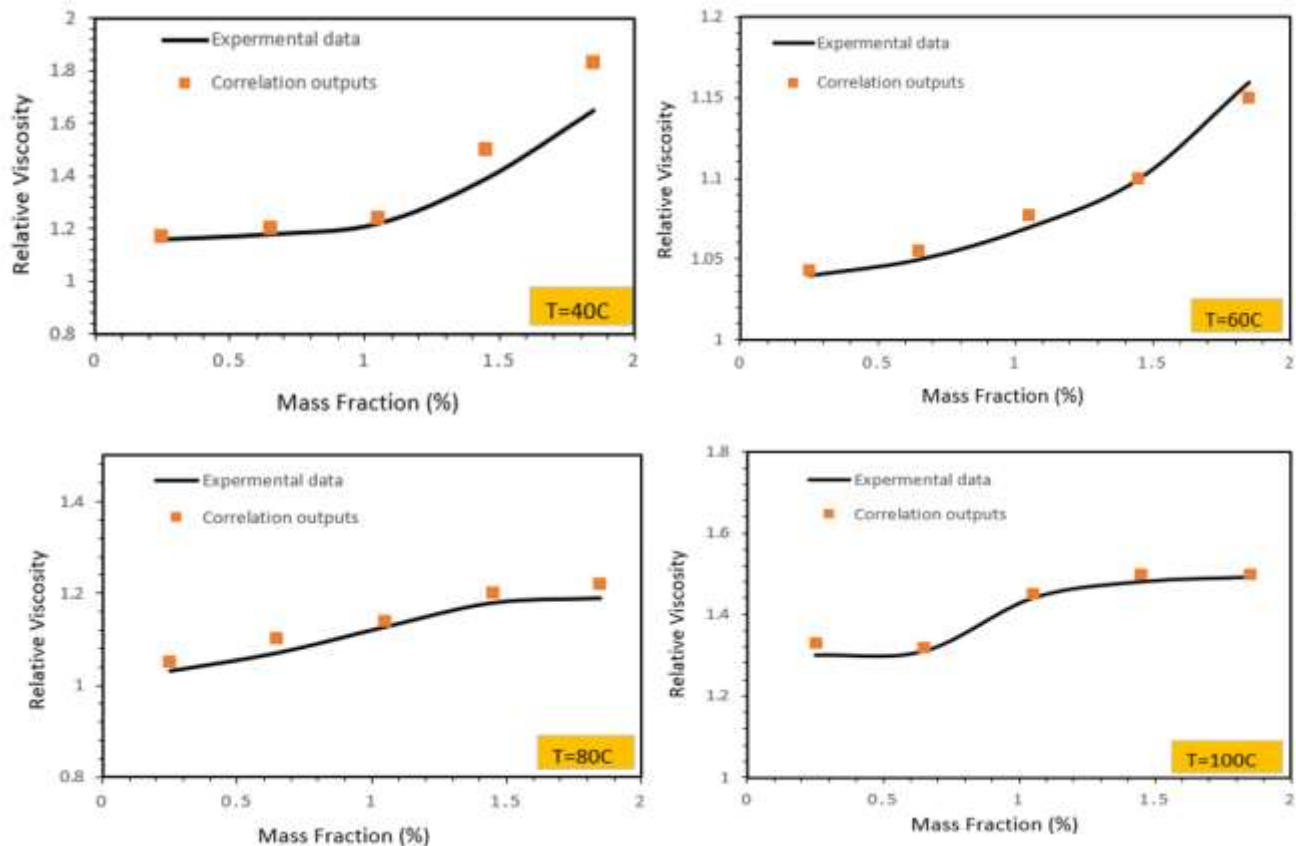 2
1.8
1.6
1.4
1.2
1
0.8
Relative Viscosity
Expermental data
Correlation outputs
T=40C
0 0.5 1 1.5 2
Mass Fraction (%)
1.2
1.15
1.1
1.05
1
Relative Viscosity
Expermental data
Correlation outputs
T=60C
0 0.5 1 1.5 2
Mass Fraction (%)
1.4
1.2
1
0.8
Relative Viscosity
Expermental data
Correlation outputs
T=80C
0 0.5 1 1.5 2
Mass Fraction (%)
1.8
1.6
1.4
1.2
1
Relative Viscosity
Expermental data
Correlation outputs
T=100C
0 0.5 1 1.5 2
Mass Fraction (%)